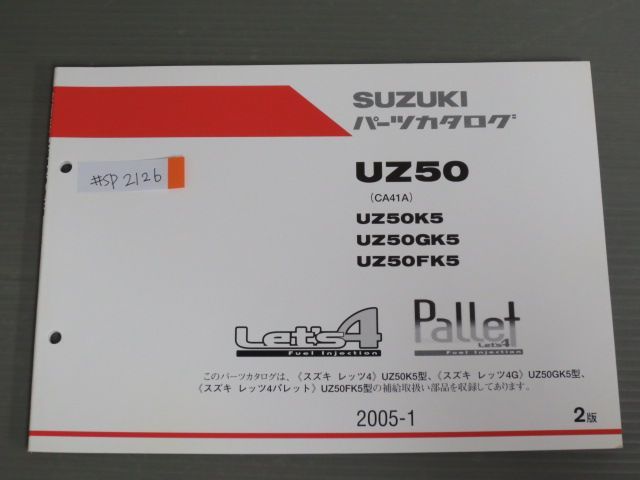 SUZUKI
パーツカタログ
#SP 2126
UZ50
(CA41A)
UZ50K5
UZ50GK5
UZ50FK5
Let's4
Fuel Injection
Pallet
Let's4
Fuel Injection
このパーツカタログは、《スズキ レッツ4》UZ50K5型、《スズキ レッツ4G》UZ50GK5型、
《スズキ レッツ4パレット》UZ50FK5型の補給取扱い部品を収録してあります。
2005-1
2版